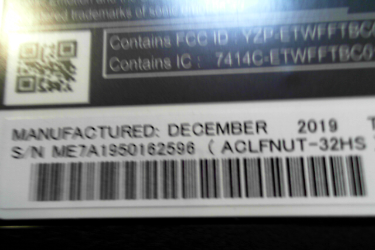 Contains FCC ID : YZP-ETWFFTBC0
Contains IC : 7414C-ETWFFTBC0
MANUFACTURED: DECEMBER 2019
S/N ME7A1950162596 ( ACLFNUT-32HS